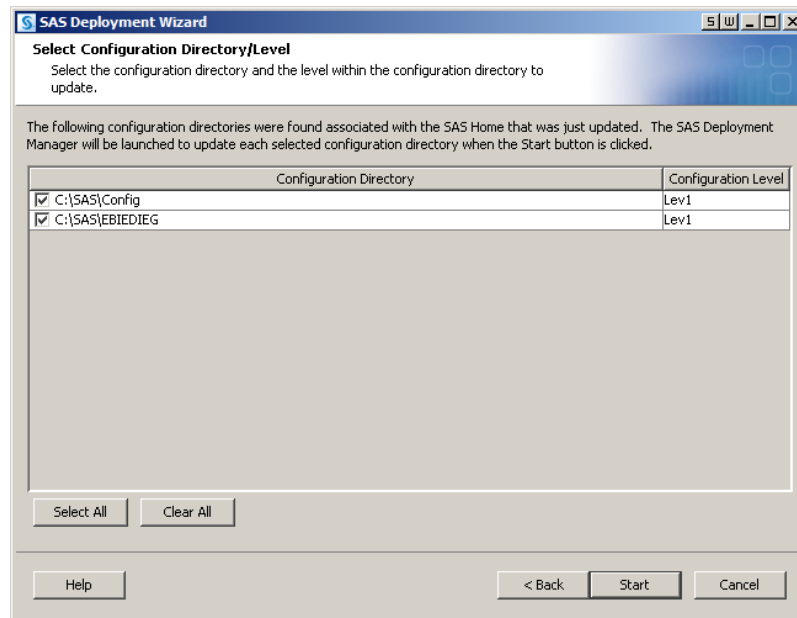 SAS Deployment Wizard
Select Configuration Directory/Level
Select the configuration directory and the level within the configuration directory to
update.
The following configuration directories were found associated with the SAS Home that was just updated.  The SAS Deployment
Manager will be launched to update each selected configuration directory when the Start button is clicked.
Configuration Directory Configuration Level
C:\SAS\Config Lev1
C:\SAS\EBIEDIEG Lev1
Select All Clear All
Help < Back Start Cancel